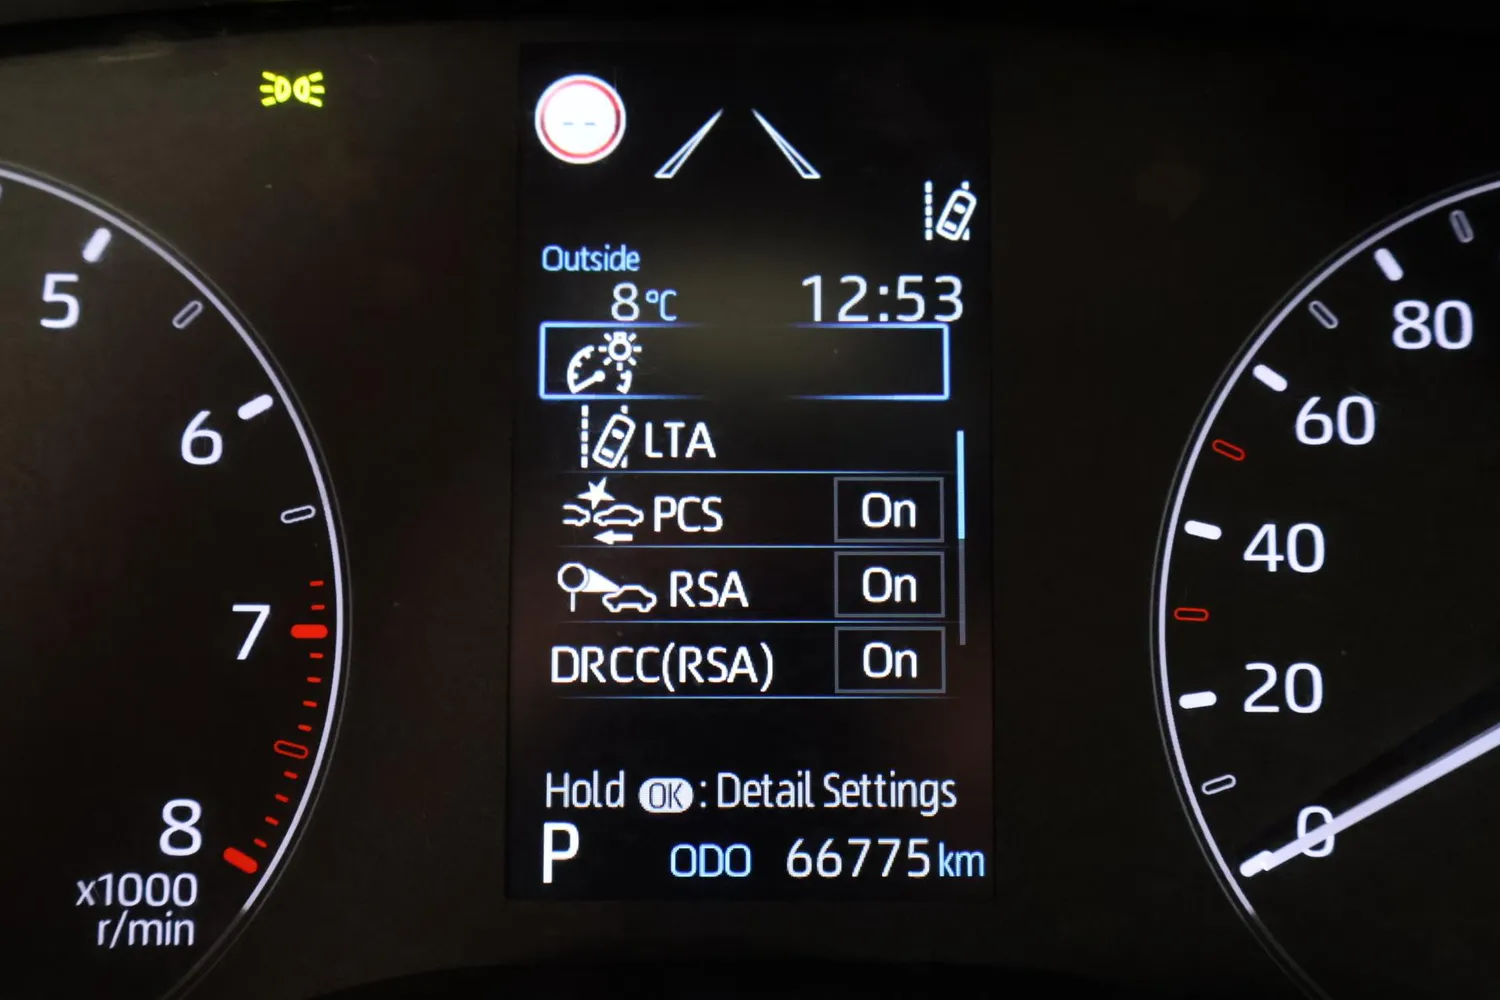 --
Outside
8°C 12:53
LTA
PCS On
RSA On
DRCC(RSA) On
Hold OK : Detail Settings
P ODO 66775 km
5
6
7
8
x1000
r/min
80
60
40
20
0